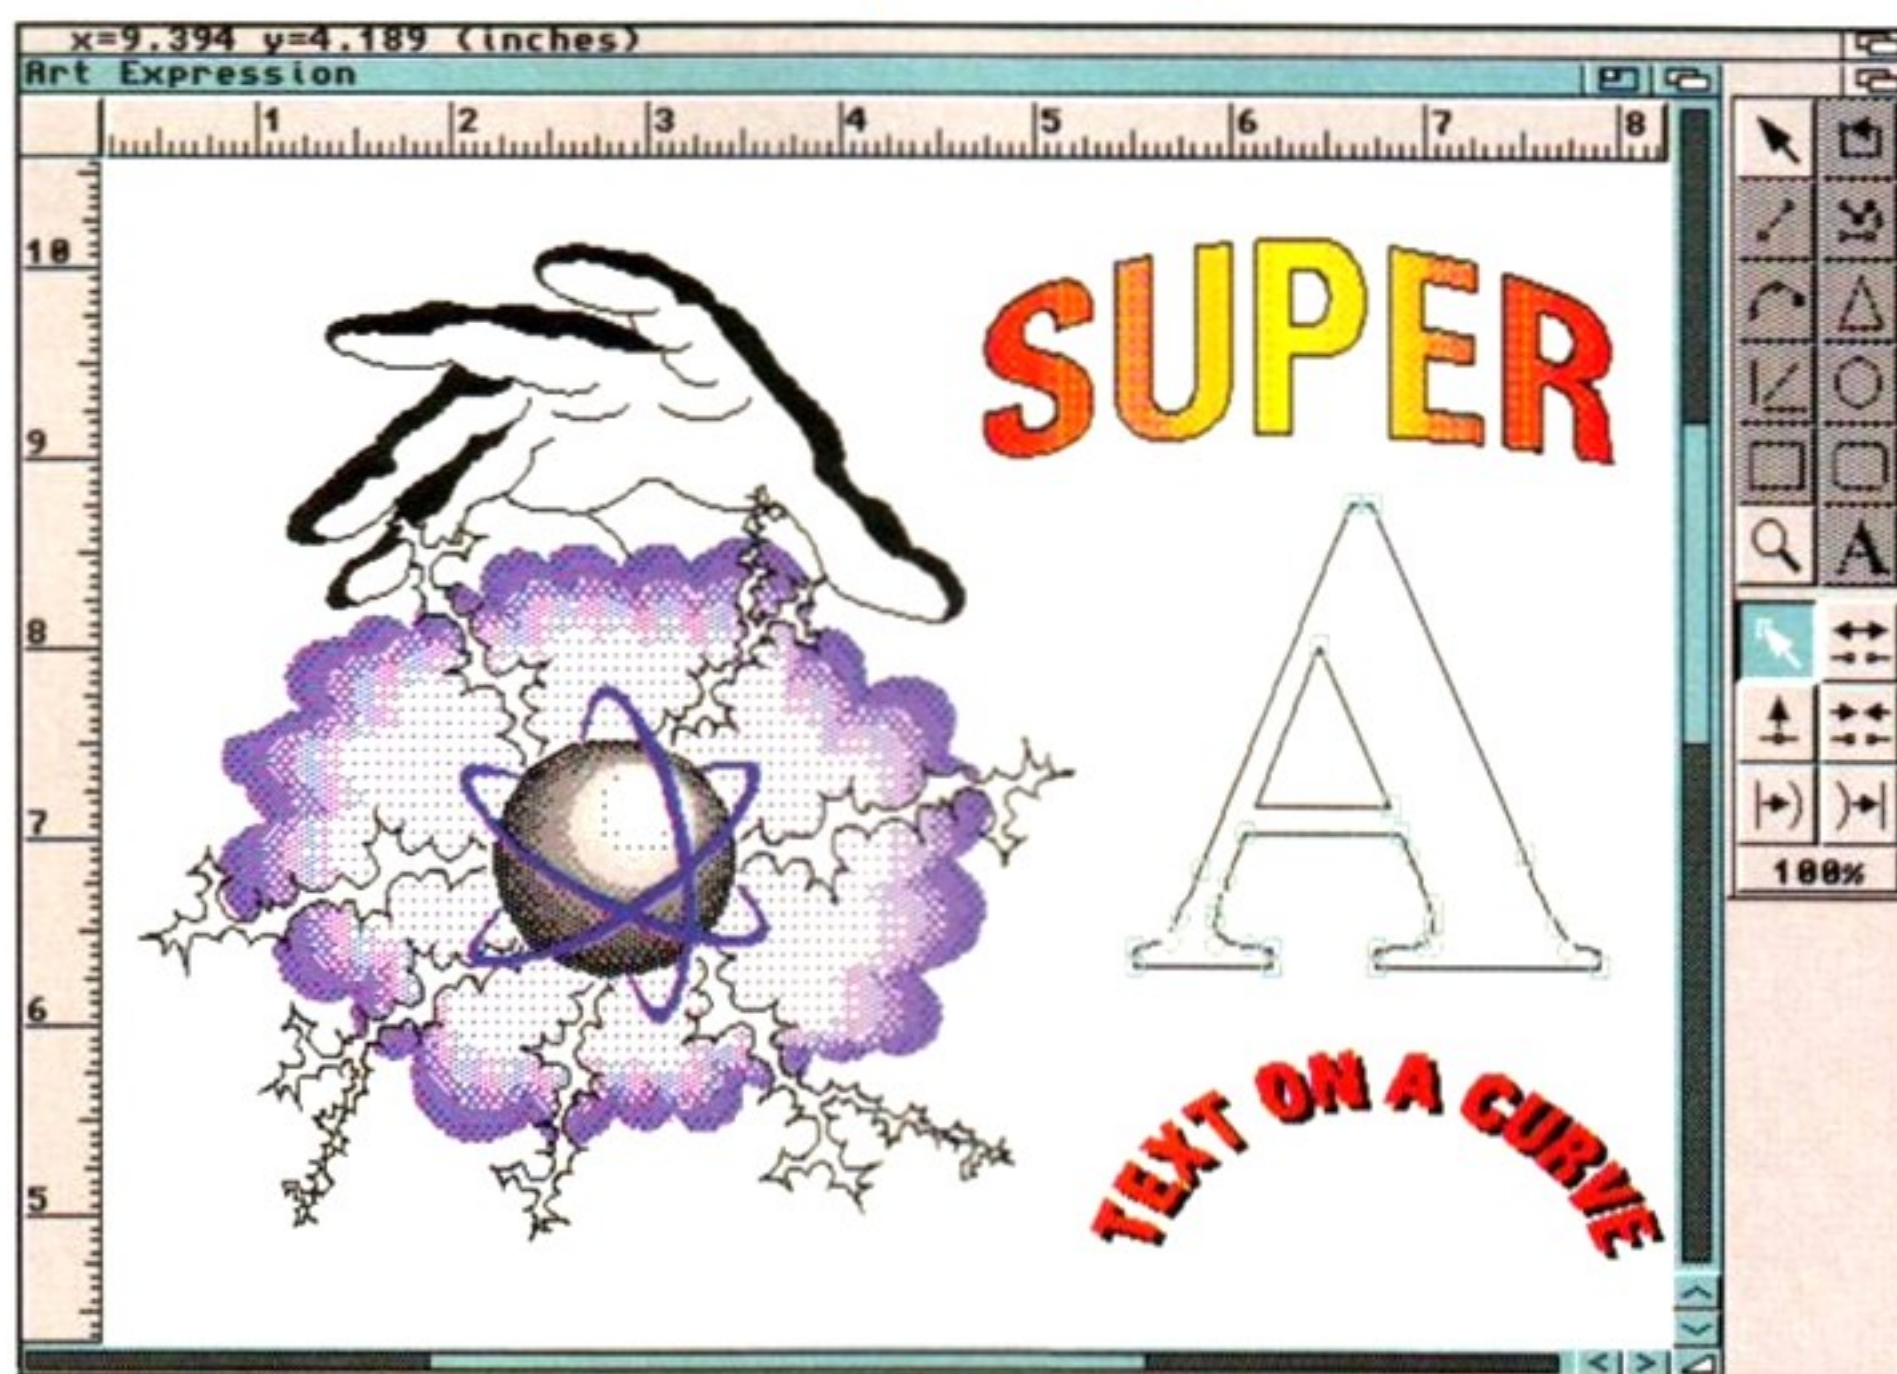 x=9.394 y=4.189 (inches)
Art Expression
1 2 3 4 5 6 7 8
10
9
8
7
6
5
SUPER
A
TEXT ON A CURVE
A
100%